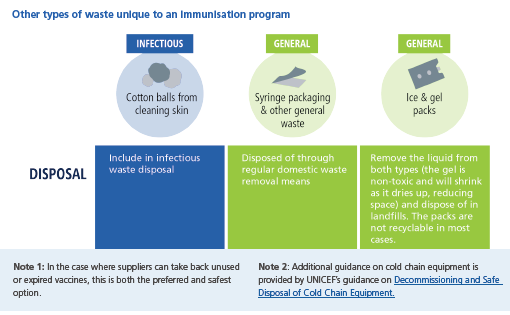 Other types of waste unique to an immunisation program
INFECTIOUS
Cotton balls from
cleaning skin
GENERAL
Syringe packaging
& other general
waste
GENERAL
Ice & gel
packs
DISPOSAL
Include in infectious
waste disposal
Disposed of through
regular domestic waste
removal means
Remove the liquid from
both types (the gel is
non-toxic and will shrink
as it dries up, reducing
space) and dispose of in
landfills. The packs are
not recyclable in most
cases.
Note 1: In the case where suppliers can take back unused
or expired vaccines, this is both the preferred and safest
option.
Note 2: Additional guidance on cold chain equipment is
provided by UNICEF's guidance on Decommissioning and Safe
Disposal of Cold Chain Equipment.